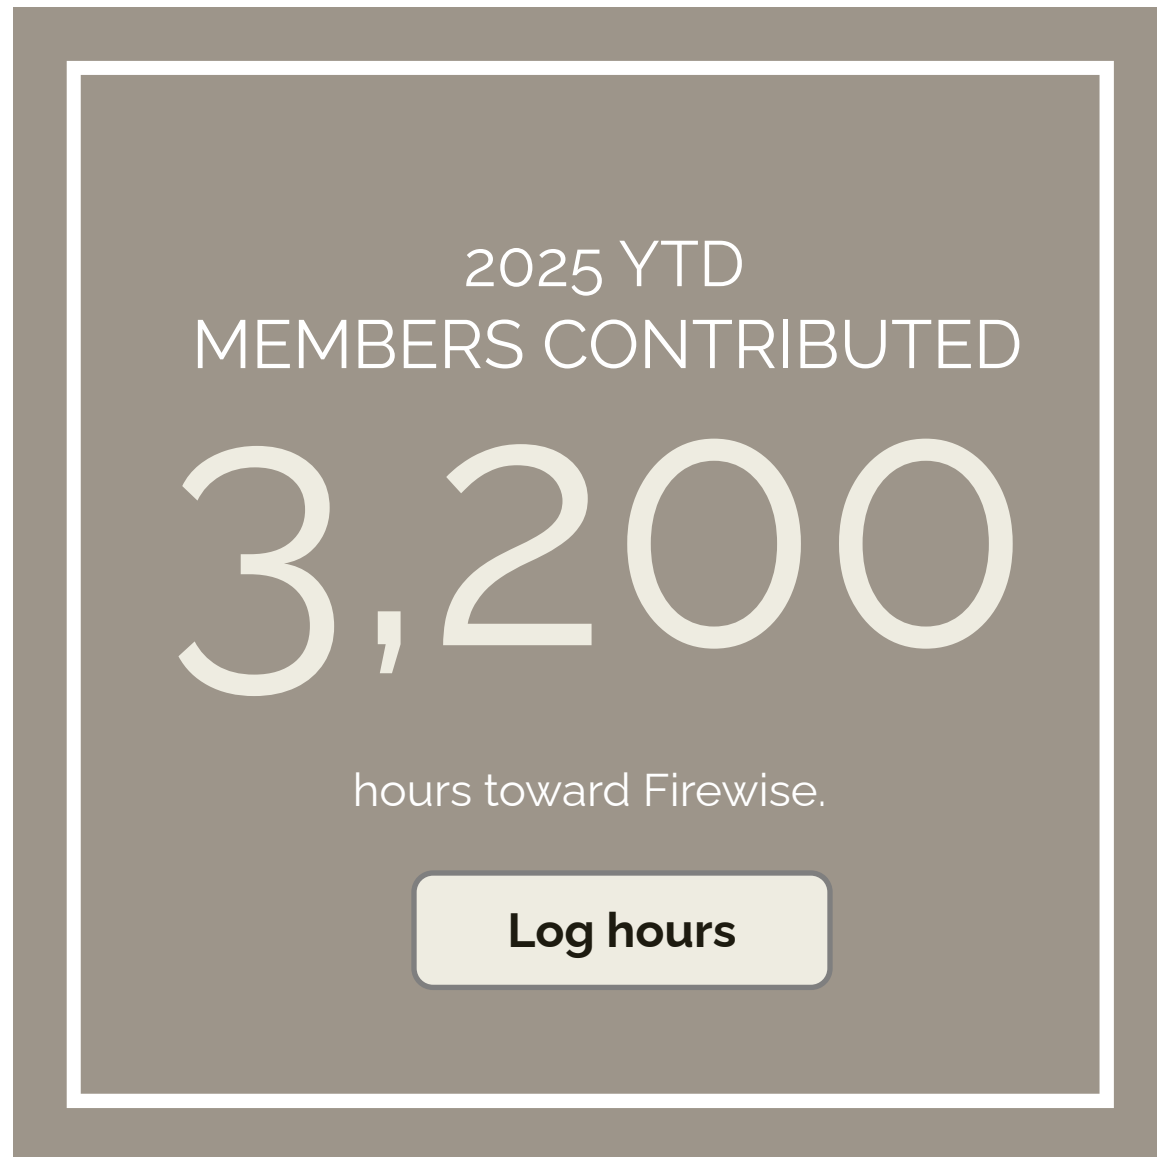 2025 YTD
MEMBERS CONTRIBUTED
3,200
hours toward Firewise.
Log hours